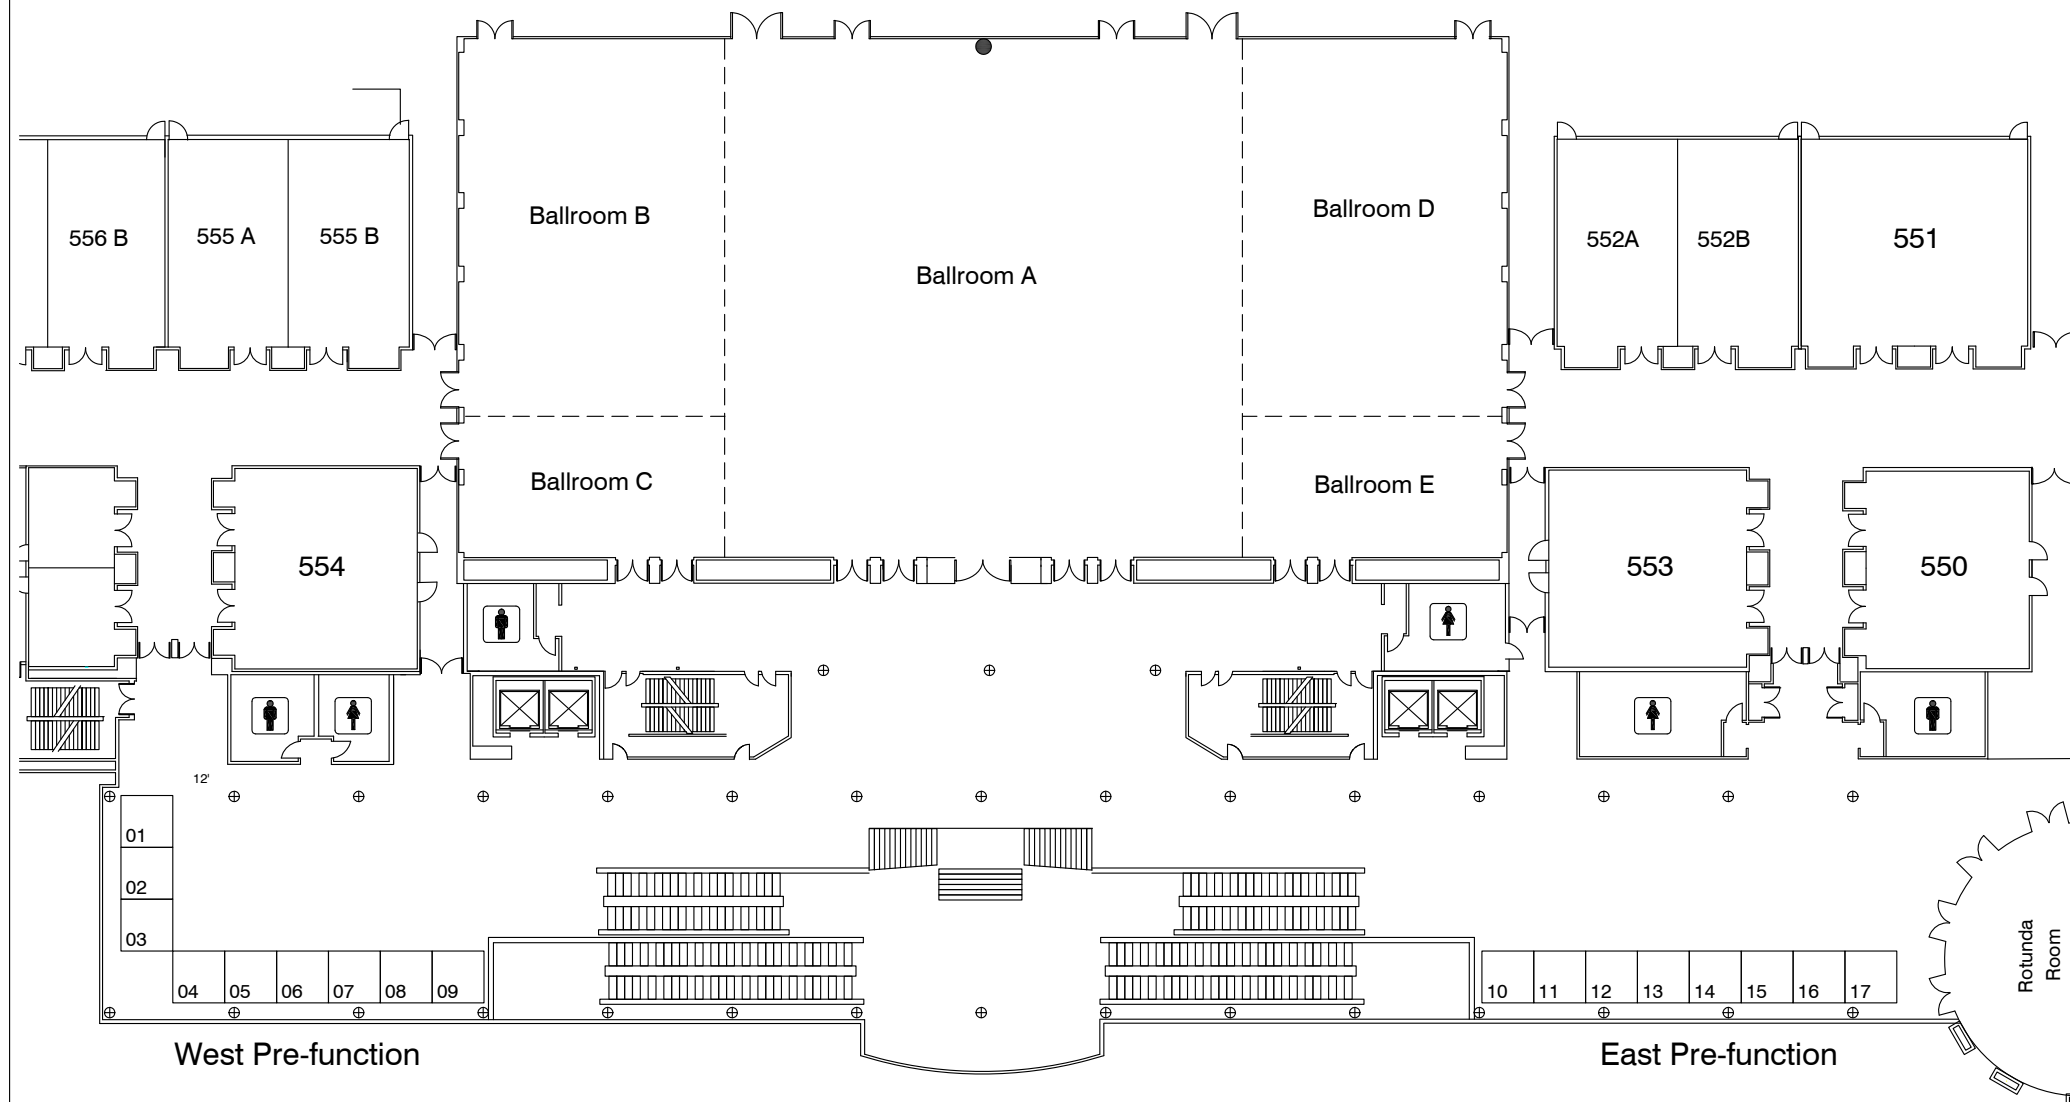 Ballroom B
Ballroom D
556 B
555 A
555 B
552A
552B
551
Ballroom A
Ballroom C
Ballroom E
554
553
550
12'
01
02
03
04
05
06
07
08
09
10
11
12
13
14
15
16
17
Rotunda
Room
West Pre-function
East Pre-function